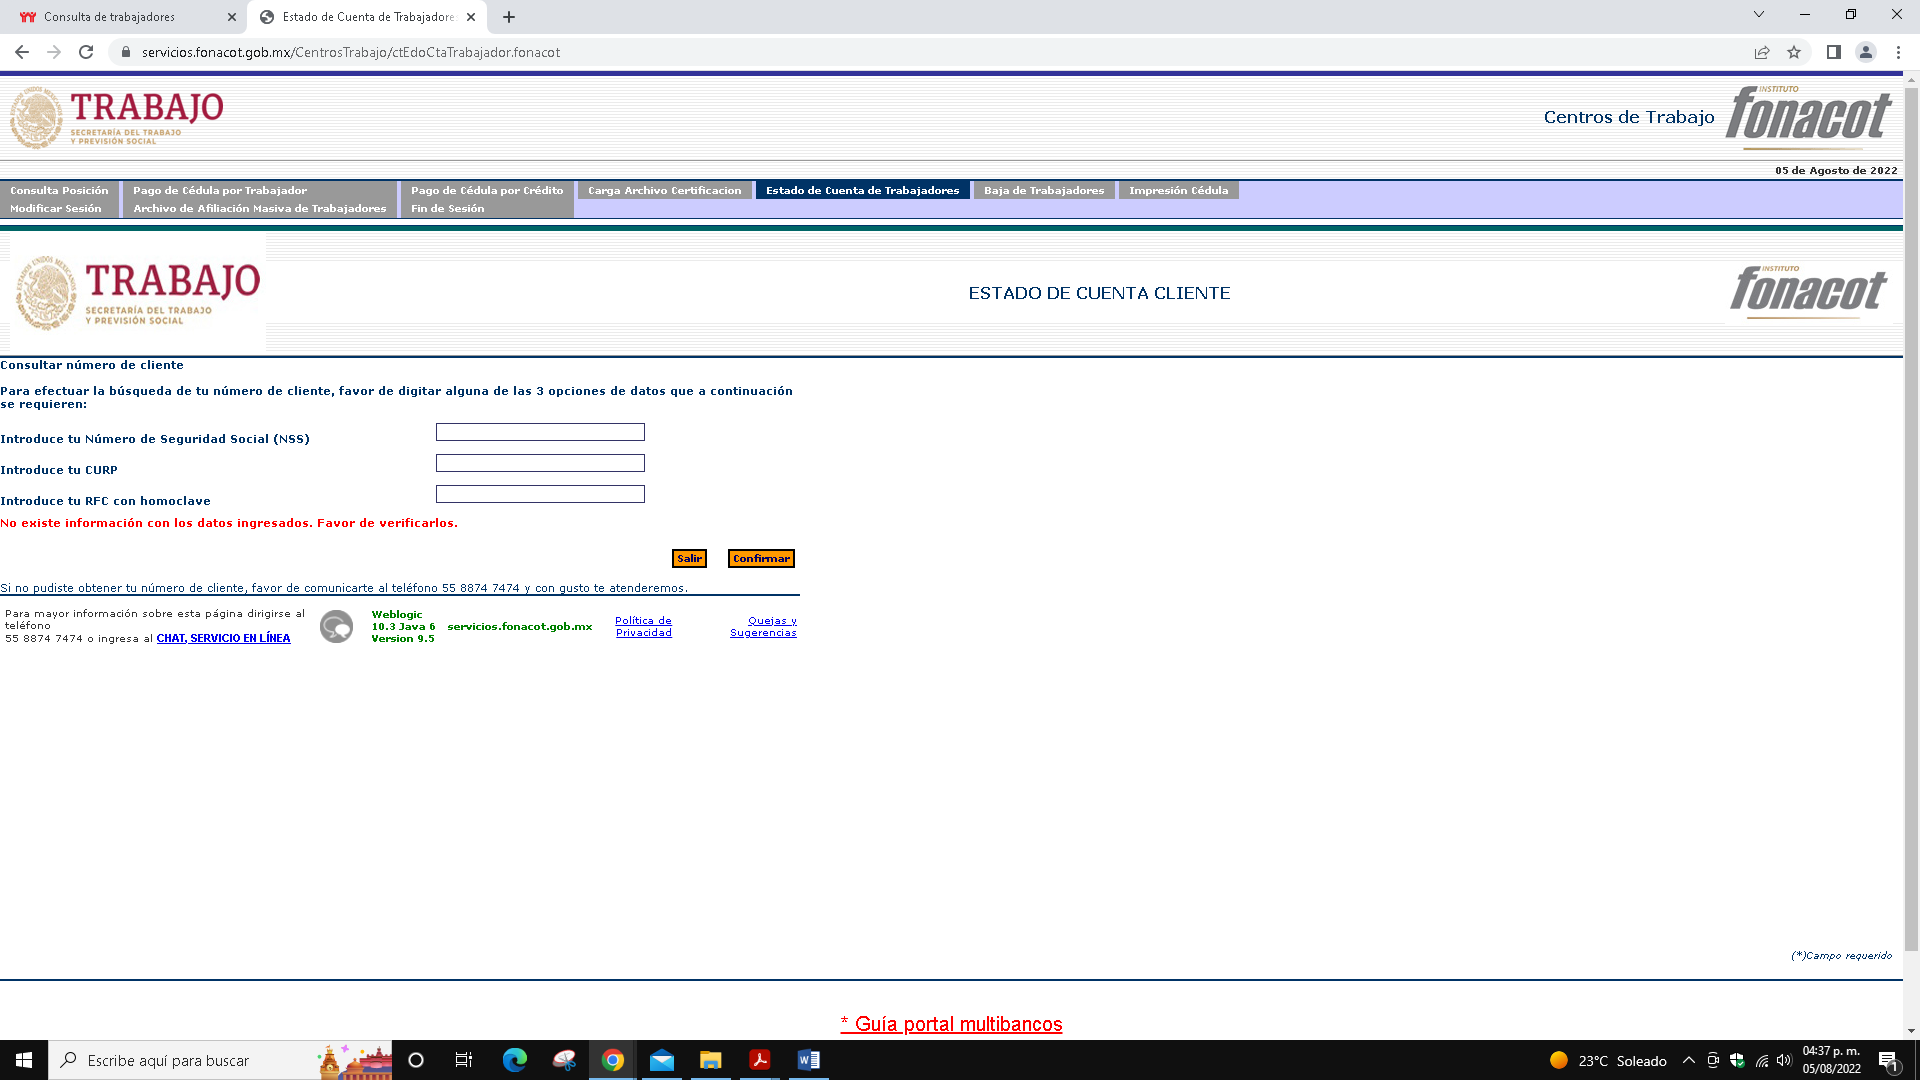 Consulta de trabajadores
Estado de Cuenta de Trabajadore
servicios.fonacot.gob.mx/CentrosTrabajo/ctEdoCtaTrabajador.fonacot
TRABAJO
SECRETARÍA DEL TRABAJO
Y PREVISIÓN SOCIAL
Centros de Trabajo
INSTITUTO
fonacot
05 de Agosto de 2022
Consulta Posición
Pago de Cédula por Trabajador
Pago de Cédula por Crédito
Carga Archivo Certificacion
Estado de Cuenta de Trabajadores
Baja de Trabajadores
Impresión Cédula
Modificar Sesión
Archivo de Afiliación Masiva de Trabajadores
Fin de Sesión
ESTADOS UNIDOS MEXICANOS
TRABAJO
SECRETARÍA DEL TRABAJO
Y PREVISIÓN SOCIAL
ESTADO DE CUENTA CLIENTE
INSTITUTO
fonacot
Consultar número de cliente
Para efectuar la búsqueda de tu número de cliente, favor de digitar alguna de las 3 opciones de datos que a continuación
se requieren:
Introduce tu Número de Seguridad Social (NSS)
Introduce tu CURP
Introduce tu RFC con homoclave
No existe información con los datos ingresados. Favor de verificarlos.
Salir
Confirmar
Si no pudiste obtener tu número de cliente, favor de comunicarte al teléfono 55 8874 7474 y con gusto te atenderemos.
Para mayor información sobre esta página dirigirse al
teléfono
55 8874 7474 o ingresa al CHAT, SERVICIO EN LÍNEA
Weblogic
10.3 Java 6
Version 9.5
servicios.fonacot.gob.mx
Política de
Privacidad
Quejas y
Sugerencias
(*)Campo requerido
* Guía portal multibancos
Escribe aquí para buscar
23°C Soleado
04:37 p. m.
05/08/2022
1